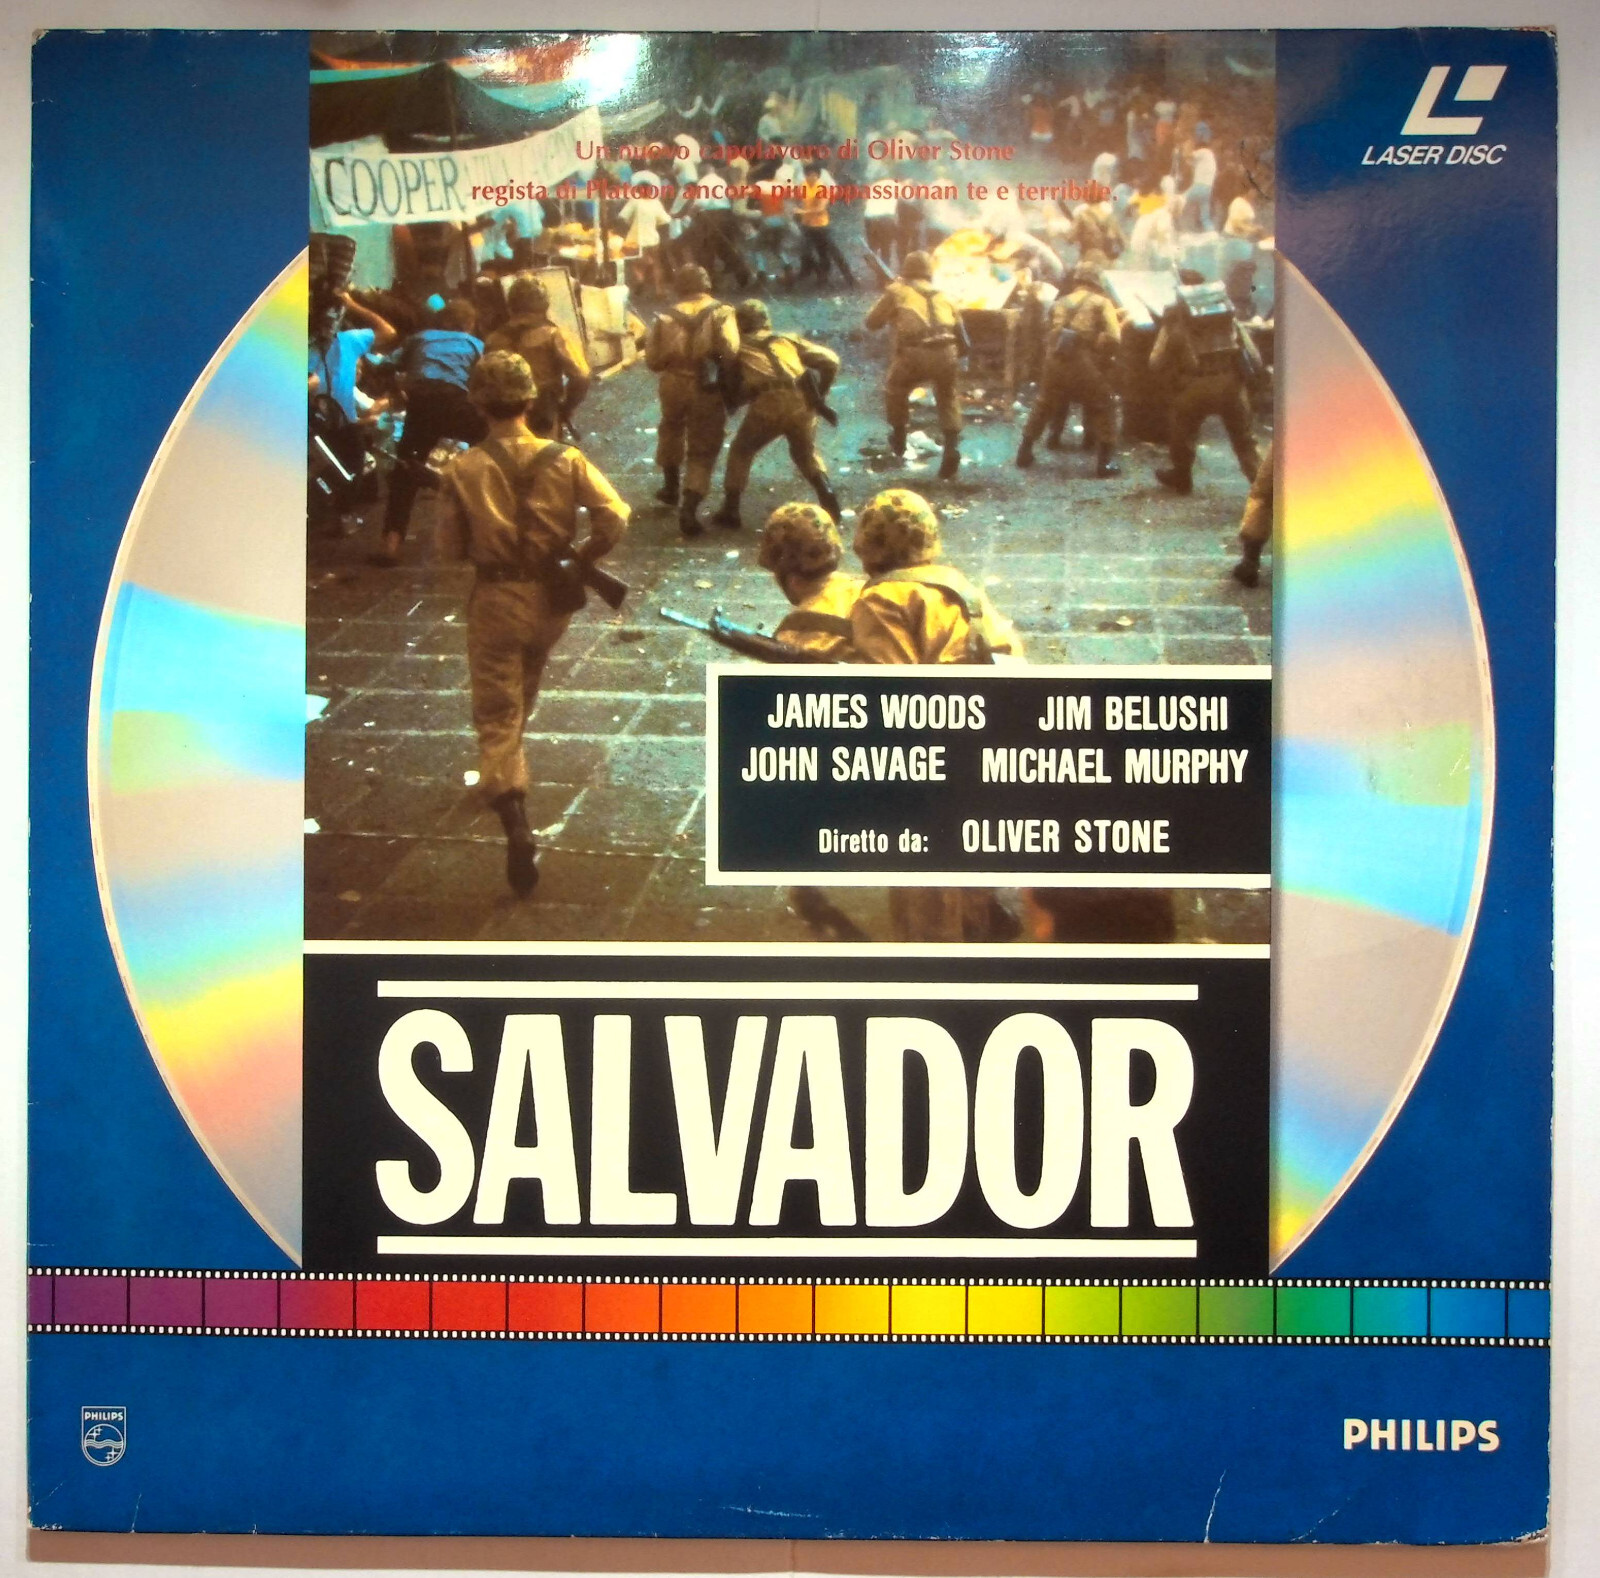 LASER DISC
Un nuovo capolavoro di Oliver Stone
regista di Platoon ancora piu appassionan te e terribile.
COOPER
JAMES WOODS JIM BELUSHI
JOHN SAVAGE MICHAEL MURPHY
Diretto da: OLIVER STONE
SALVADOR
PHILIPS
PHILIPS